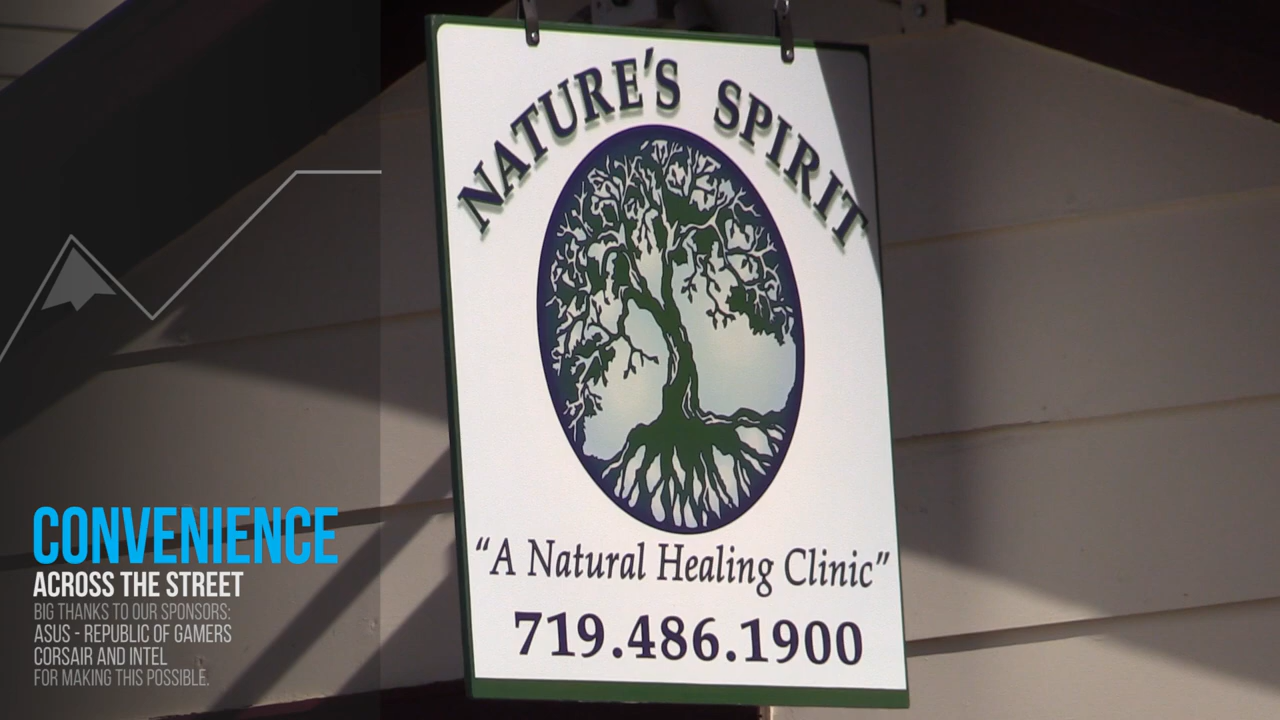 NATURE'S SPIRIT
"A Natural Healing Clinic"
719.486.1900
CONVENIENCE
ACROSS THE STREET
BIG THANKS TO OUR SPONSORS:
ASUS - REPUBLIC OF GAMERS
CORSAIR AND INTEL
FOR MAKING THIS POSSIBLE.